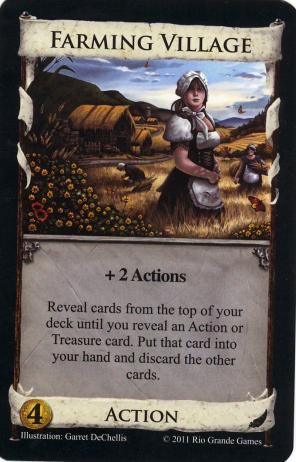 FARMING VILLAGE
+ 2 Actions
Reveal cards from the top of your
deck until you reveal an Action or
Treasure card. Put that card into
your hand and discard the other
cards.
4
ACTION
Illustration: Garret DeChellis
© 2011 Rio Grande Games